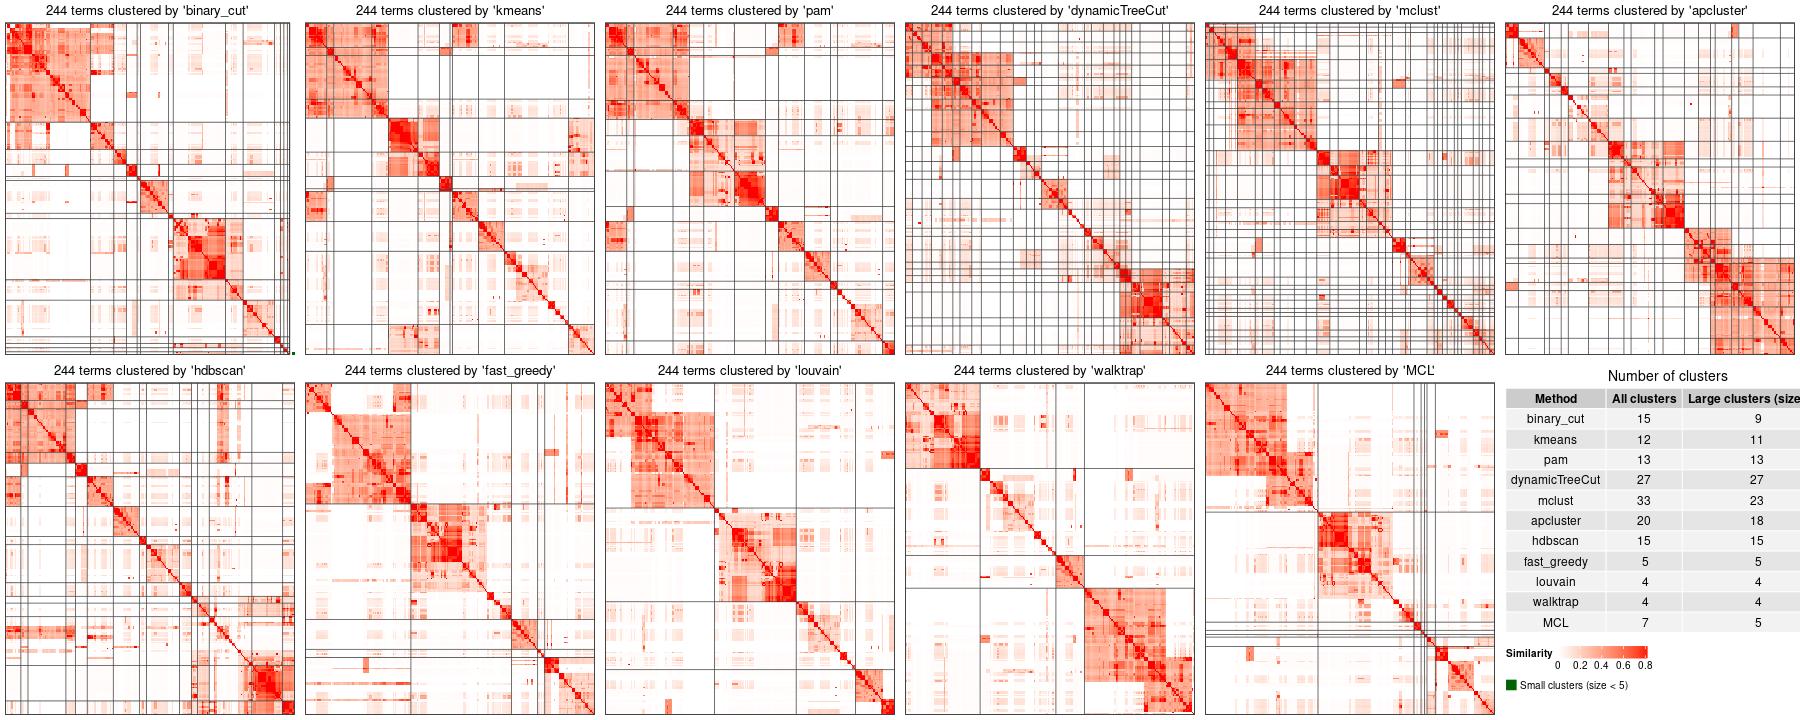 244 terms clustered by 'binary_cut'
244 terms clustered by 'kmeans'
244 terms clustered by 'pam'
244 terms clustered by 'dynamicTreeCut'
244 terms clustered by 'mclust'
244 terms clustered by 'apcluster'
244 terms clustered by 'hdbscan'
244 terms clustered by 'fast_greedy'
244 terms clustered by 'louvain'
244 terms clustered by 'walktrap'
244 terms clustered by 'MCL'
Number of clusters
Method All clusters Large clusters (size
binary_cut 15 9
kmeans 12 11
pam 13 13
dynamicTreeCut 27 27
mclust 33 23
apcluster 20 18
hdbscan 15 15
fast_greedy 5 5
louvain 4 4
walktrap 4 4
MCL 7 5
Similarity
0 0.2 0.4 0.6 0.8
Small clusters (size < 5)